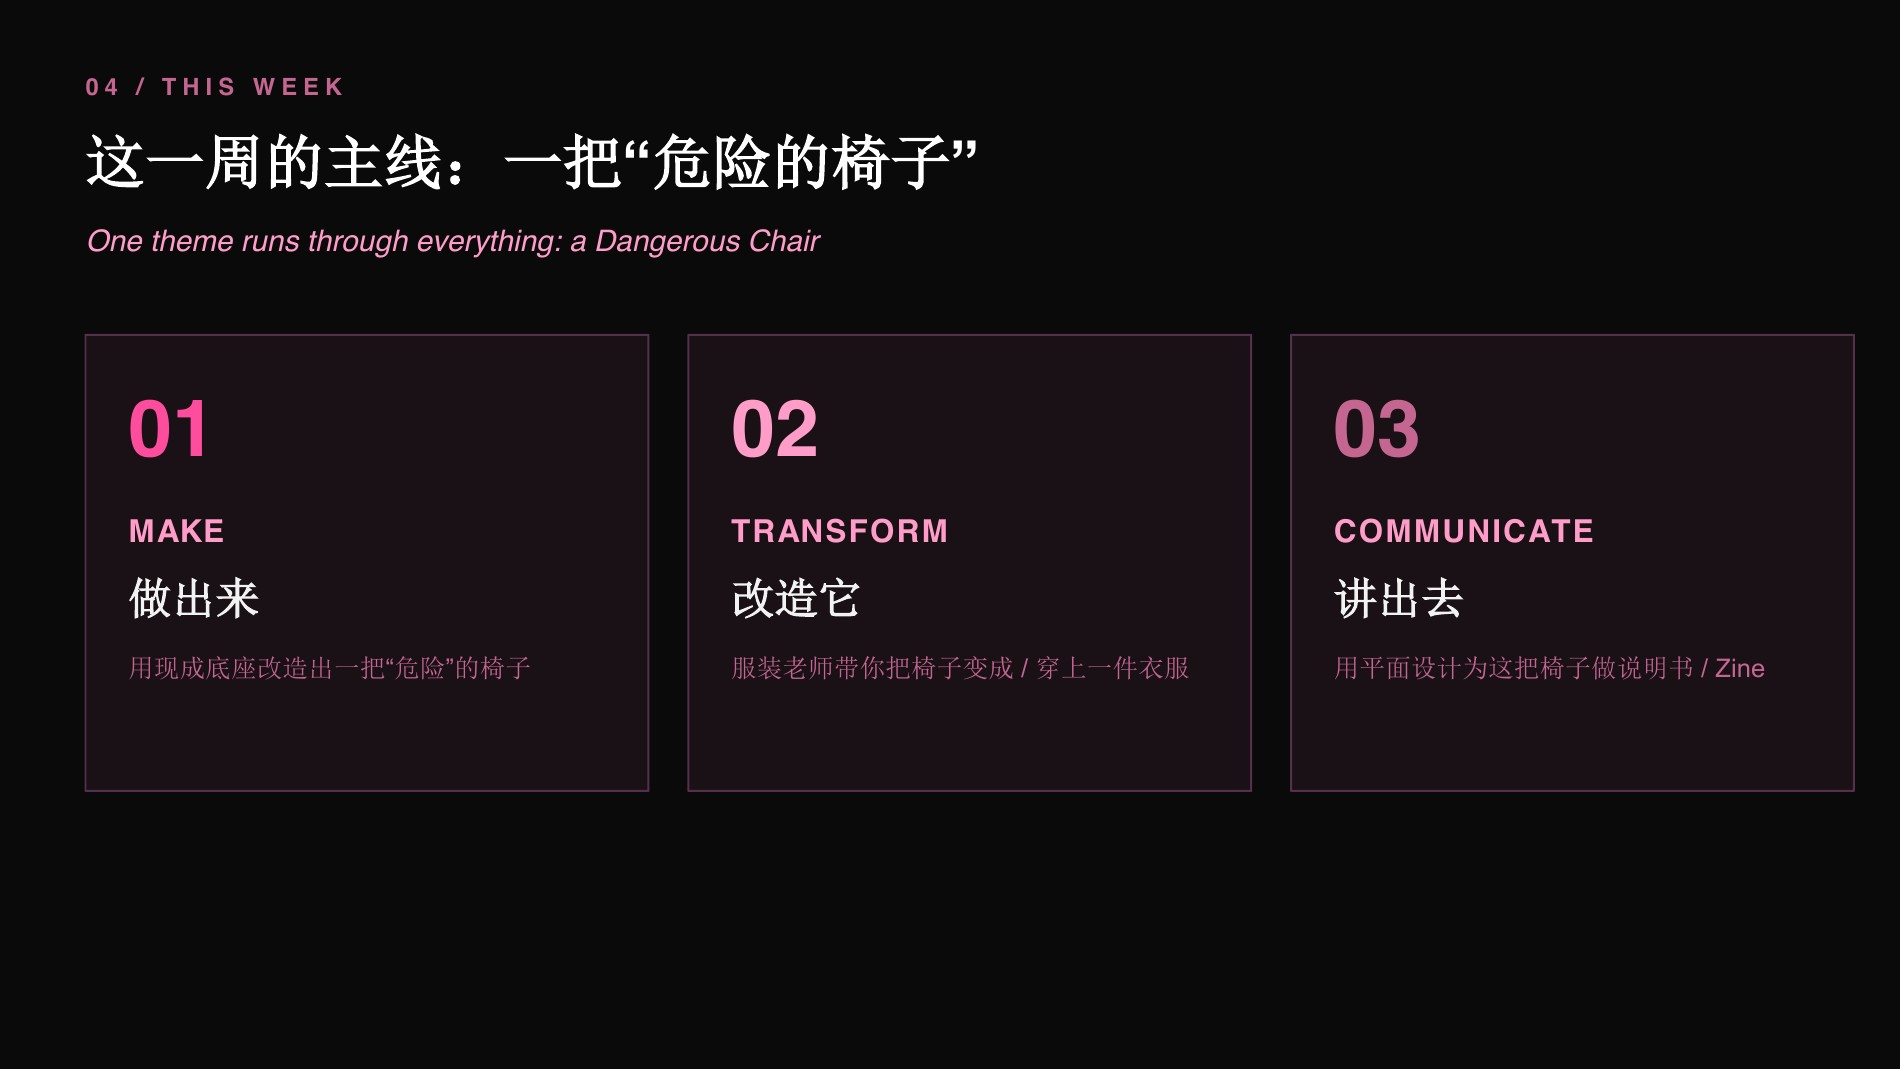 04 / THIS WEEK
这一周的主线：一把“危险的椅子”
One theme runs through everything: a Dangerous Chair
01
MAKE
做出来
用现成底座改造出一把“危险”的椅子
02
TRANSFORM
改造它
服装老师带你把椅子变成 / 穿上一件衣服
03
COMMUNICATE
讲出去
用平面设计为这把椅子做说明书 / Zine